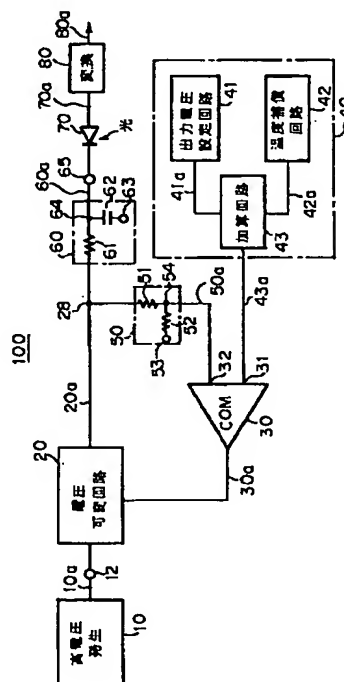 100
10
高電圧
発生
10a
12
20
電圧
可変回路
20a
28
60
61
64
62
63
60a
65
70
光
70a
80
変換
80a
50
51
52
53
54
50a
30
COM
32
31
30a
43a
40
41
出力電圧
設定回路
41a
42
温度補償
回路
42a
加算回路
43